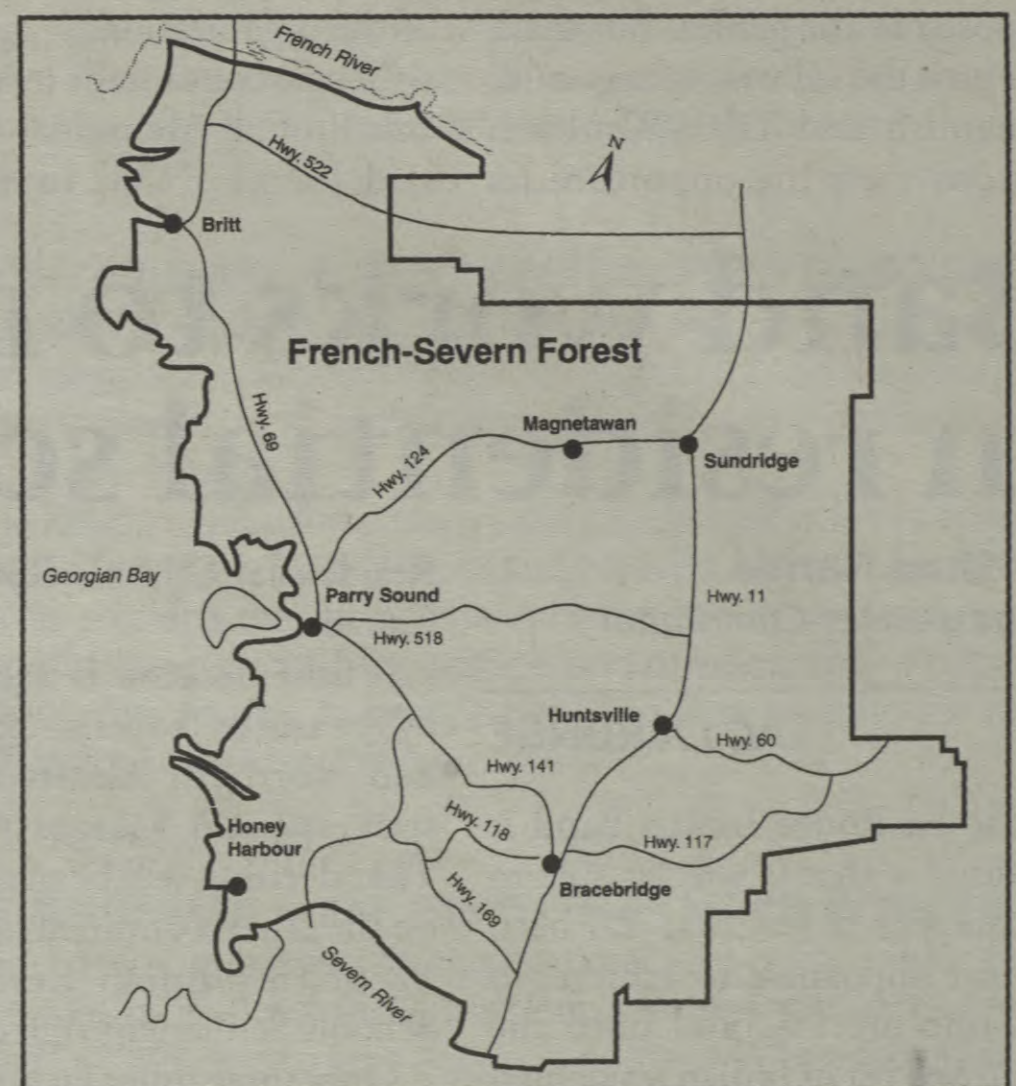 French River
N
Hwy. 522
Britt
French-Severn Forest
Hwy. 69
Magnetawan
Hwy. 124
Sundridge
Georgian Bay
Parry Sound
Hwy. 11
Hwy. 518
Huntsville
Hwy. 60
Hwy. 141
Hwy. 118
Honey
Harbour
Hwy. 117
Bracebridge
Hwy. 169
Severn River